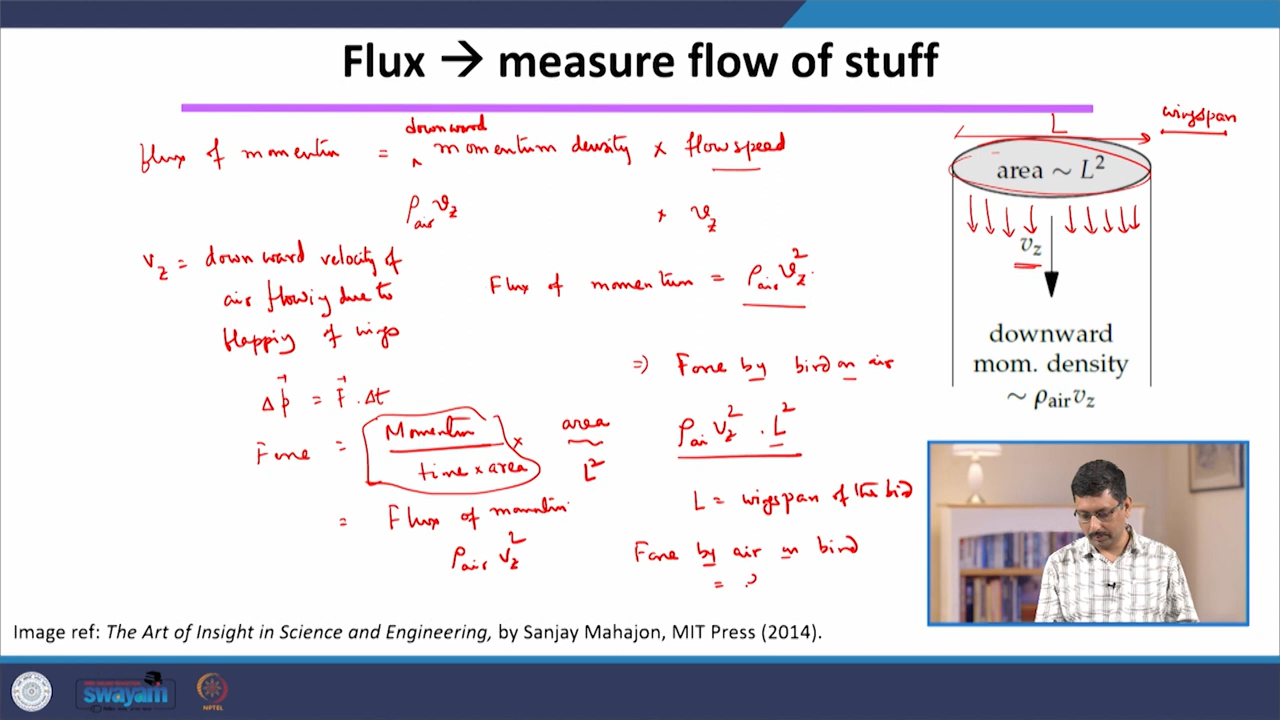 Flux → measure flow of stuff
downward
flux of momentum = ^ momentum density × flow speed
ρair vz × vz
vz = downward velocity of
air flowing due to
flapping of wings
Flux of momentum = ρair vz²
⇒ Force by bird on air
Δp⃗ = F⃗ . Δt
Force = Momentum / time × area × area
L²
ρair vz² . L²
= Flux of momentum
ρair vz²
L = wingspan of the bird
Force by air on bird
=
L
wingspan
area ~ L²
vz
downward
mom. density
~ ρair vz
Image ref: The Art of Insight in Science and Engineering, by Sanjay Mahajon, MIT Press (2014).
swayam
NPTEL